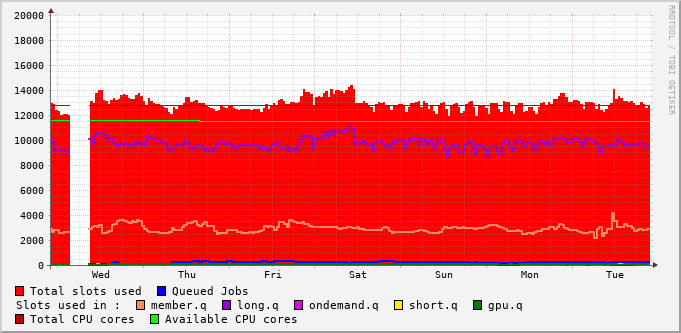 20000
18000
16000
14000
12000
10000
8000
6000
4000
2000
0
Wed Thu Fri Sat Sun Mon Tue
RRDTOOL / TOBI OETIKER
Total slots used Queued Jobs
Slots used in : member.q long.q ondemand.q short.q gpu.q
Total CPU cores Available CPU cores